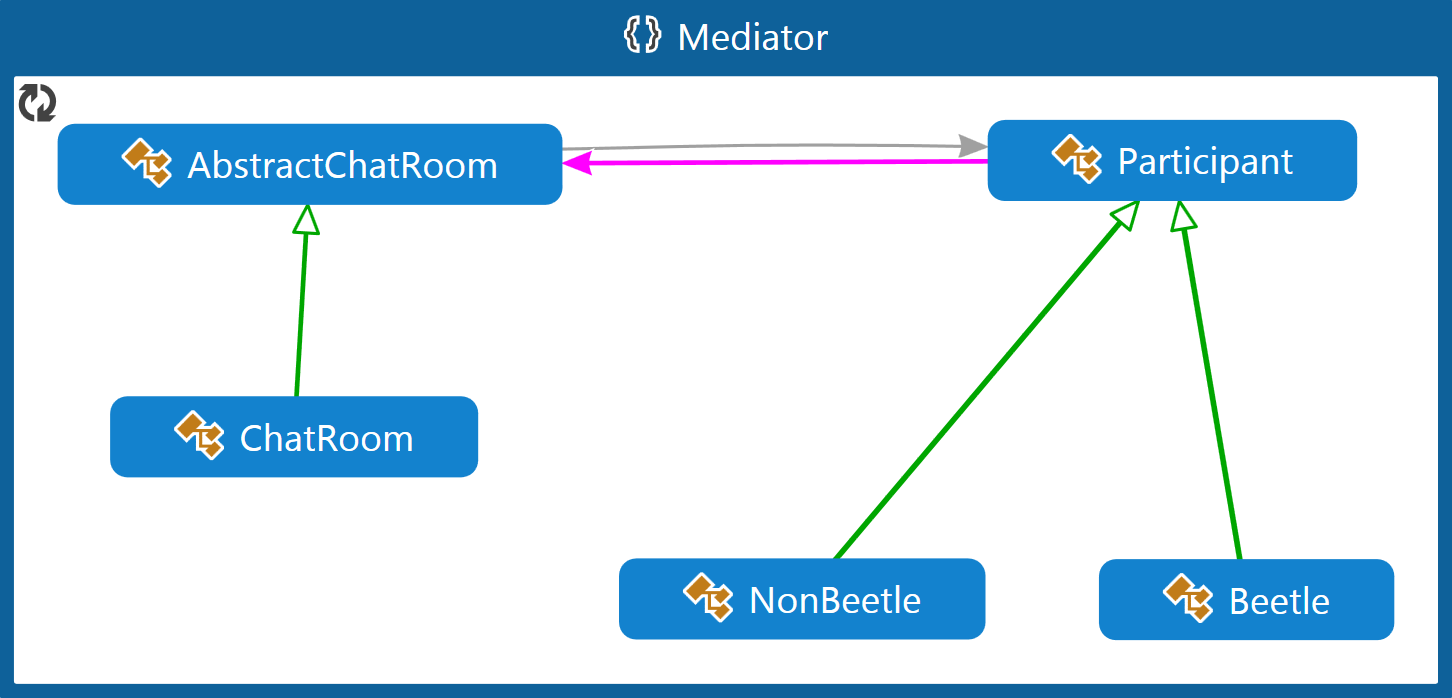 Mediator
AbstractChatRoom
Participant
ChatRoom
NonBeetle
Beetle